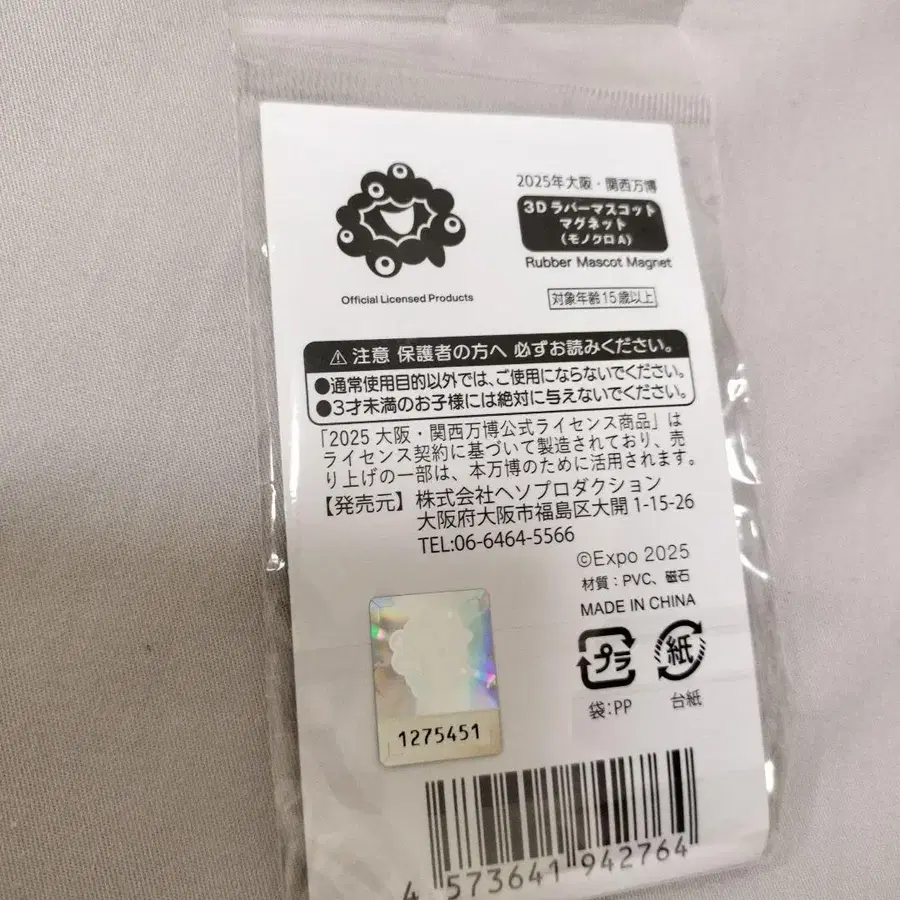 2025年大阪・関西万博
3Dラバーマスコット
マグネット
(モノクロA)
Rubber Mascot Magnet
Official Licensed Products
対象年齢15歳以上
⚠注意 保護者の方へ 必ずお読みください。
●通常使用目的以外では、ご使用にならないでください。
●3才未満のお子様には絶対に与えないでください。
「2025 大阪・関西万博公式ライセンス商品」は
ライセンス契約に基づいて製造されており、売
り上げの一部は、本万博のために活用されます。
【発売元】株式会社ヘソプロダクション
大阪府大阪市福島区大開 1-15-26
TEL:06-6464-5566
©Expo 2025
材質:PVC、磁石
MADE IN CHINA
プラ
紙
袋:PP
台紙
1275451
4 573641 942764